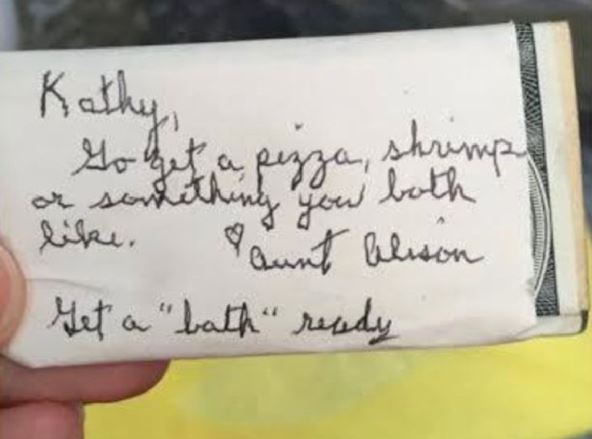 Kathy,
Go get a pizza, shrimp
or something you both
like.
♡ Aunt Alison
Get a "bath" ready